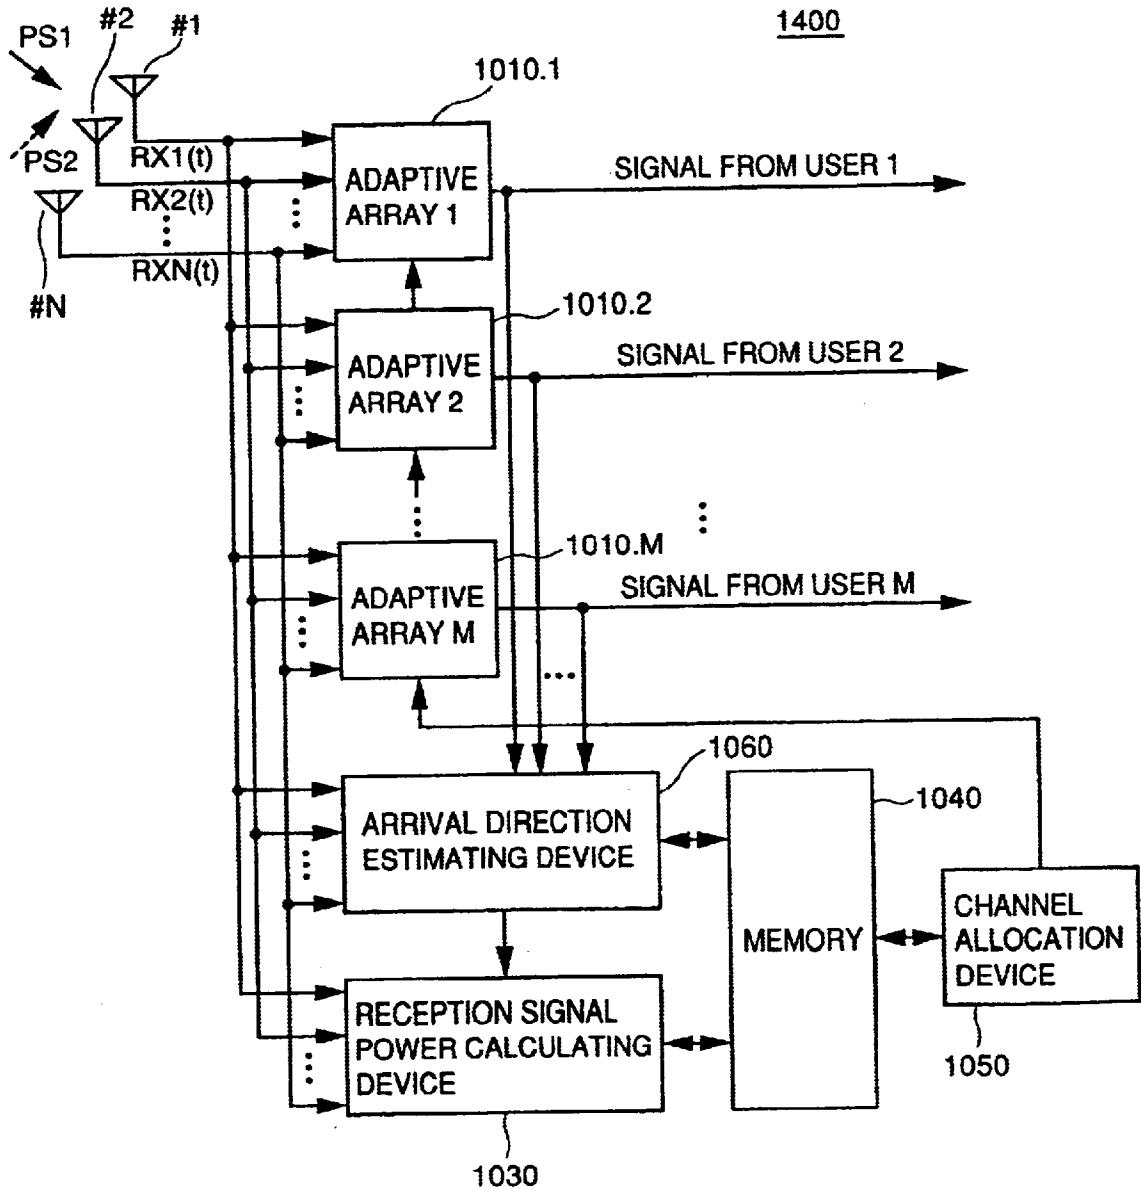 1400
PS1
#2
#1
1010.1
PS2
RX1(t)
RX2(t)
RXN(t)
#N
ADAPTIVE
ARRAY 1
SIGNAL FROM USER 1
1010.2
ADAPTIVE
ARRAY 2
SIGNAL FROM USER 2
1010.M
ADAPTIVE
ARRAY M
SIGNAL FROM USER M
1060
ARRIVAL DIRECTION
ESTIMATING DEVICE
1040
MEMORY
CHANNEL
ALLOCATION
DEVICE
1050
RECEPTION SIGNAL
POWER CALCULATING
DEVICE
1030